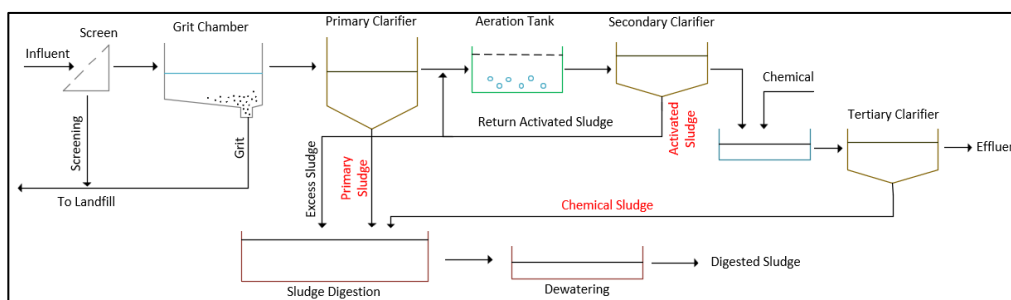 Screen
Grit Chamber
Primary Clarifier
Aeration Tank
Secondary Clarifier
Influent
Chemical
Tertiary Clarifier
Effluent
Screening
Grit
To Landfill
Return Activated Sludge
Activated
Sludge
Excess Sludge
Primary
Sludge
Chemical Sludge
Sludge Digestion
Dewatering
Digested Sludge